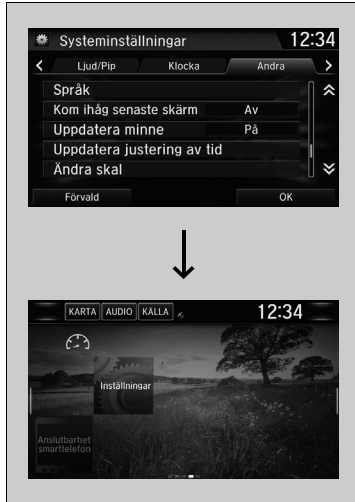 Systeminställningar 12:34
Ljud/Pip Klocka Andra
Språk
Kom ihåg senaste skärm Av
Uppdatera minne På
Uppdatera justering av tid
Ändra skal
Förvald OK
KARTA AUDIO KÄLLA 12:34
Inställningar
Anslutbarhet
smarttelefon